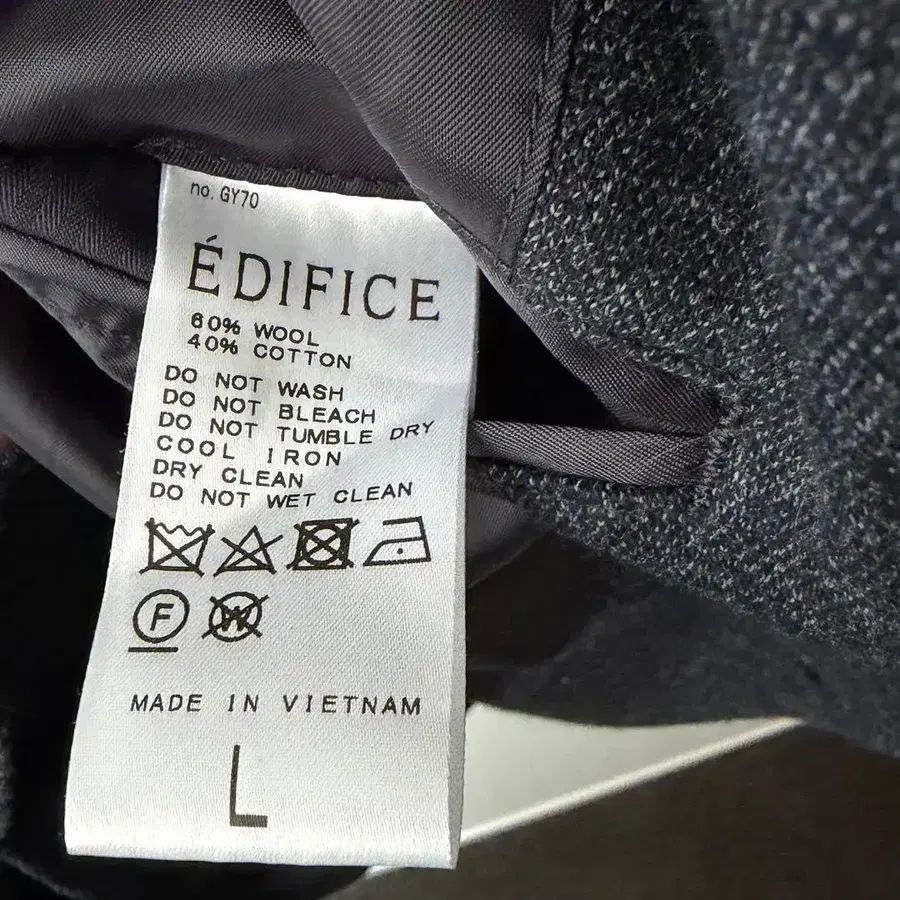 no. GY70
ÉDIFICE
60% WOOL
40% COTTON
DO NOT WASH
DO NOT BLEACH
DO NOT TUMBLE DRY
COOL IRON
DRY CLEAN
DO NOT WET CLEAN
F W
MADE IN VIETNAM
L